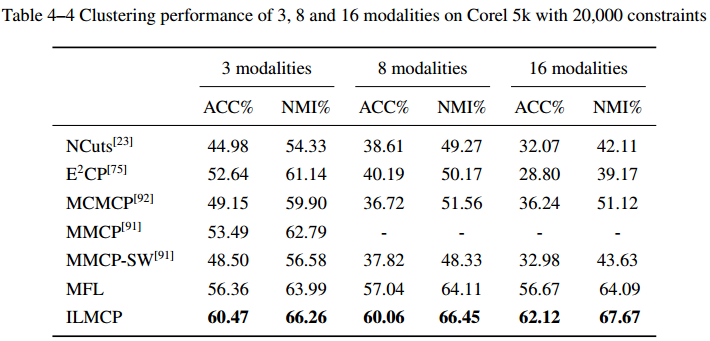 Table 4–4 Clustering performance of 3, 8 and 16 modalities on Corel 5k with 20,000 constraints
3 modalities 8 modalities 16 modalities
ACC% NMI% ACC% NMI% ACC% NMI%
NCuts[23] 44.98 54.33 38.61 49.27 32.07 42.11
E²CP[75] 52.64 61.14 40.19 50.17 28.80 39.17
MCMCP[92] 49.15 59.90 36.72 51.56 36.24 51.12
MMCP[91] 53.49 62.79 - - - -
MMCP-SW[91] 48.50 56.58 37.82 48.33 32.98 43.63
MFL 56.36 63.99 57.04 64.11 56.67 64.09
ILMCP 60.47 66.26 60.06 66.45 62.12 67.67